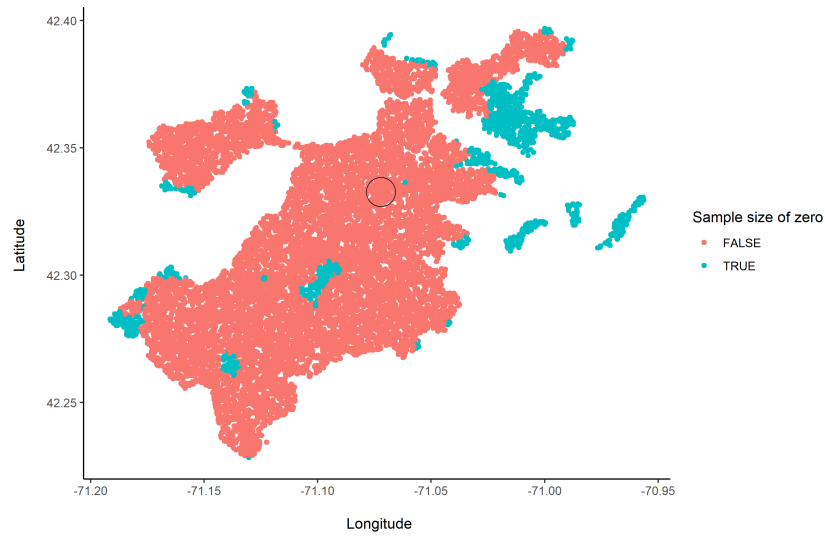 42.40
42.35
42.30
42.25
Latitude
-71.20 -71.15 -71.10 -71.05 -71.00 -70.95
Longitude
Sample size of zero
FALSE
TRUE